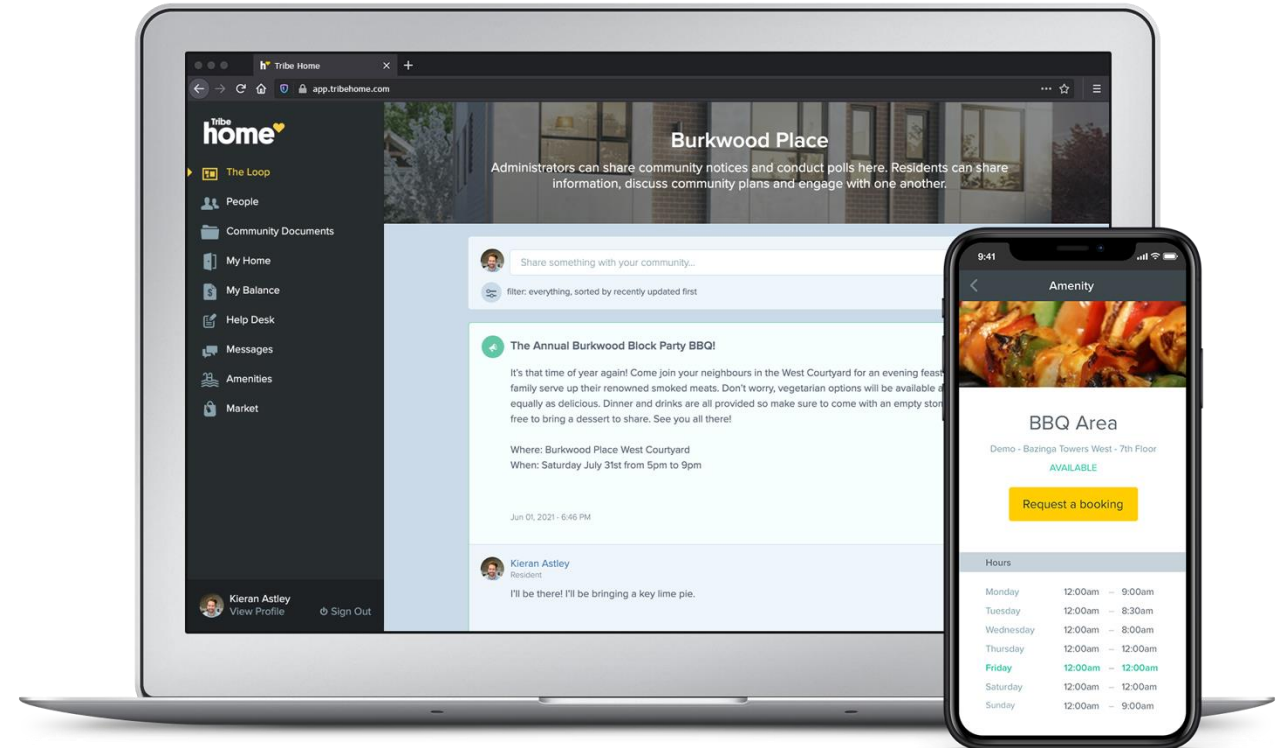 Tribe Home
app.tribehome.com
Tribe
home
The Loop
People
Community Documents
My Home
My Balance
Help Desk
Messages
Amenities
Market
Kieran Astley
View Profile
Sign Out
Burkwood Place
Administrators can share community notices and conduct polls here. Residents can share
information, discuss community plans and engage with one another.
Share something with your community...
filter: everything, sorted by recently updated first
The Annual Burkwood Block Party BBQ!
It's that time of year again! Come join your neighbours in the West Courtyard for an evening feast
family serve up their renowned smoked meats. Don't worry, vegetarian options will be available
equally as delicious. Dinner and drinks are all provided so make sure to come with an empty
free to bring a dessert to share. See you all there!
Where: Burkwood Place West Courtyard
When: Saturday July 31st from 5pm to 9pm
Jun 01, 2021 - 6:46 PM
Kieran Astley
Resident
I'll be there! I'll be bringing a key lime pie.
9:41
Amenity
BBQ Area
Demo - Bazinga Towers West - 7th Floor
AVAILABLE
Request a booking
Hours
Monday 12:00am – 9:00am
Tuesday 12:00am – 8:30am
Wednesday 12:00am – 8:00am
Thursday 12:00am – 12:00am
Friday 12:00am – 12:00am
Saturday 12:00am – 12:00am
Sunday 12:00am – 9:00am